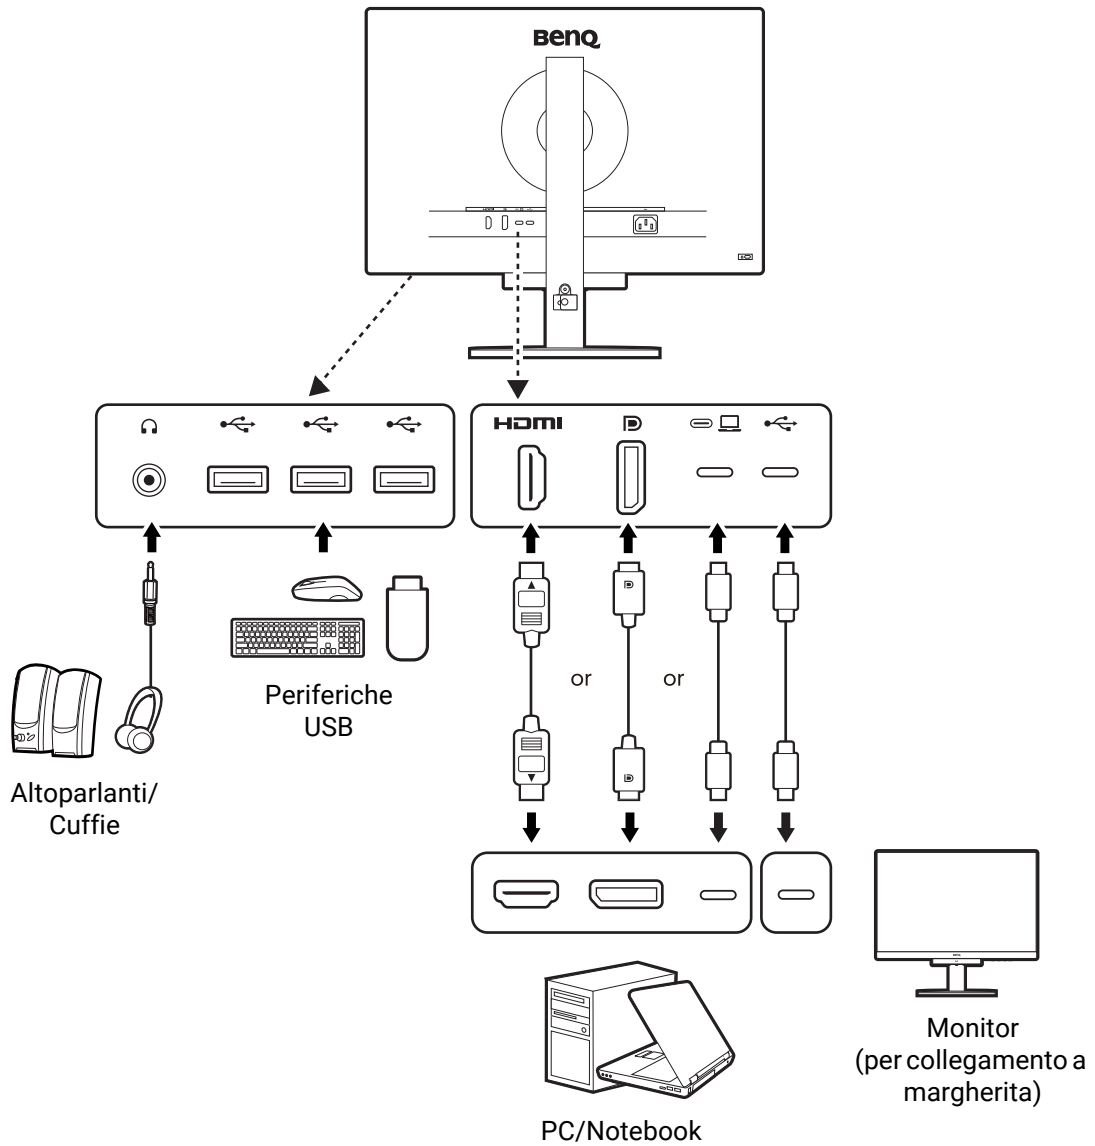 BenQ
HDMI
or
or
Periferiche
USB
Altoparlanti/
Cuffie
Monitor
(per collegamento a
margherita)
PC/Notebook